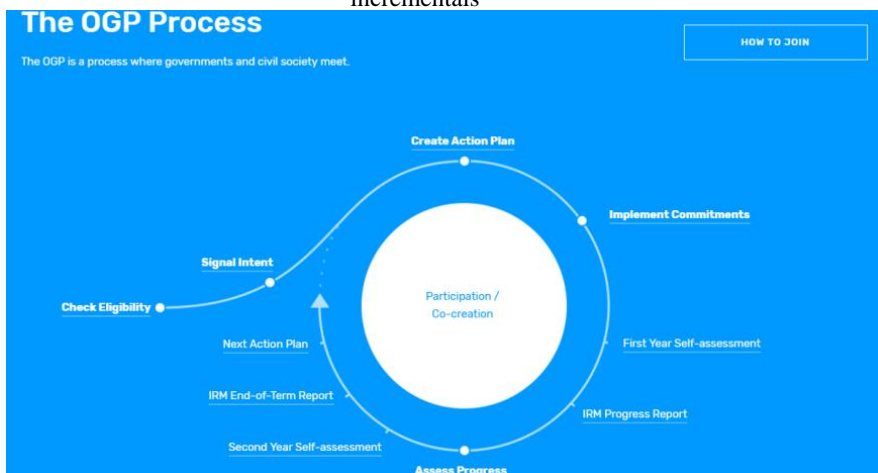 incrementals
The OGP Process
HOW TO JOIN
The OGP is a process where governments and civil society meet.
Create Action Plan
Implement Commitments
Signal Intent
Check Eligibility
Participation /
Co-creation
Next Action Plan
First Year Self-assessment
IRM End-of-Term Report
IRM Progress Report
Second Year Self-assessment
Assess Progress